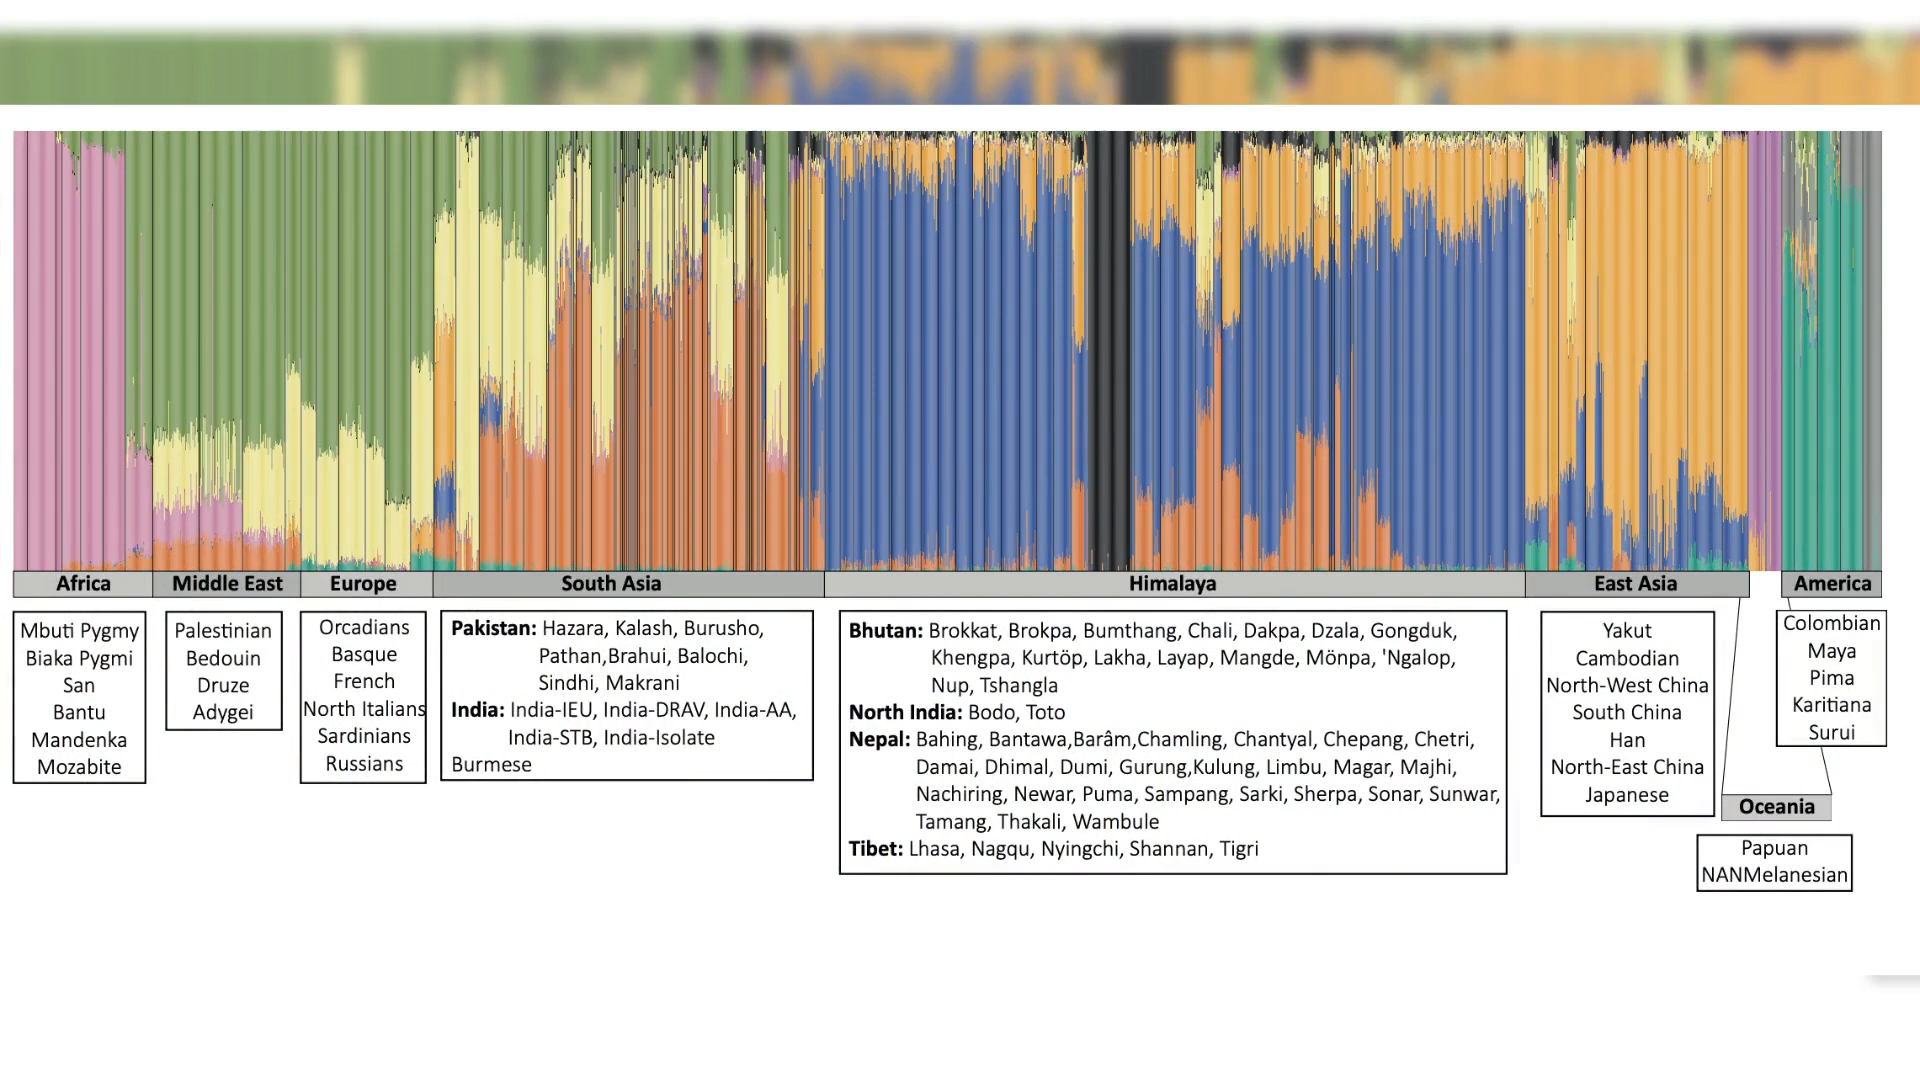 Africa
Middle East
Europe
South Asia
Himalaya
East Asia
America
Mbuti Pygmy
Biaka Pygmi
San
Bantu
Mandenka
Mozabite
Palestinian
Bedouin
Druze
Adygei
Orcadians
Basque
French
North Italians
Sardinians
Russians
Pakistan: Hazara, Kalash, Burusho,
Pathan,Brahui, Balochi,
Sindhi, Makrani
India: India-IEU, India-DRAV, India-AA,
India-STB, India-Isolate
Burmese
Bhutan: Brokkat, Brokpa, Bumthang, Chali, Dakpa, Dzala, Gongduk,
Khengpa, Kurtöp, Lakha, Layap, Mangde, Mönpa, 'Ngalop,
Nup, Tshangla
North India: Bodo, Toto
Nepal: Bahing, Bantawa,Barâm,Chamling, Chantyal, Chepang, Chetri,
Damai, Dhimal, Dumi, Gurung,Kulung, Limbu, Magar, Majhi,
Nachiring, Newar, Puma, Sampang, Sarki, Sherpa, Sonar, Sunwar,
Tamang, Thakali, Wambule
Tibet: Lhasa, Nagqu, Nyingchi, Shannan, Tigri
Yakut
Cambodian
North-West China
South China
Han
North-East China
Japanese
Colombian
Maya
Pima
Karitiana
Surui
Oceania
Papuan
NANMelanesian